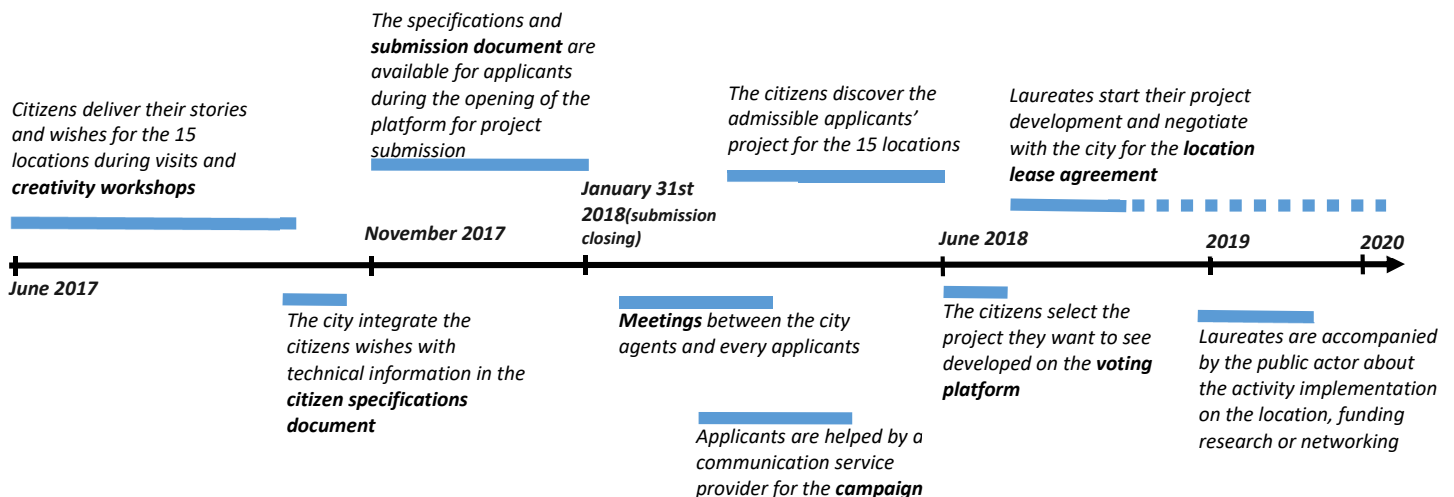 Citizens deliver their stories
and wishes for the 15
locations during visits and
creativity workshops
The specifications and
submission document are
available for applicants
during the opening of the
platform for project
submission
The citizens discover the
admissible applicants'
project for the 15 locations
Laureates start their project
development and negotiate
with the city for the location
lease agreement
June 2017
November 2017
January 31st
2018(submission
closing)
June 2018
2019
2020
The city integrate the
citizens wishes with
technical information in the
citizen specifications
document
Meetings between the city
agents and every applicants
Applicants are helped by a
communication service
provider for the campaign
The citizens select the
project they want to see
developed on the voting
platform
Laureates are accompanied
by the public actor about
the activity implementation
on the location, funding
research or networking